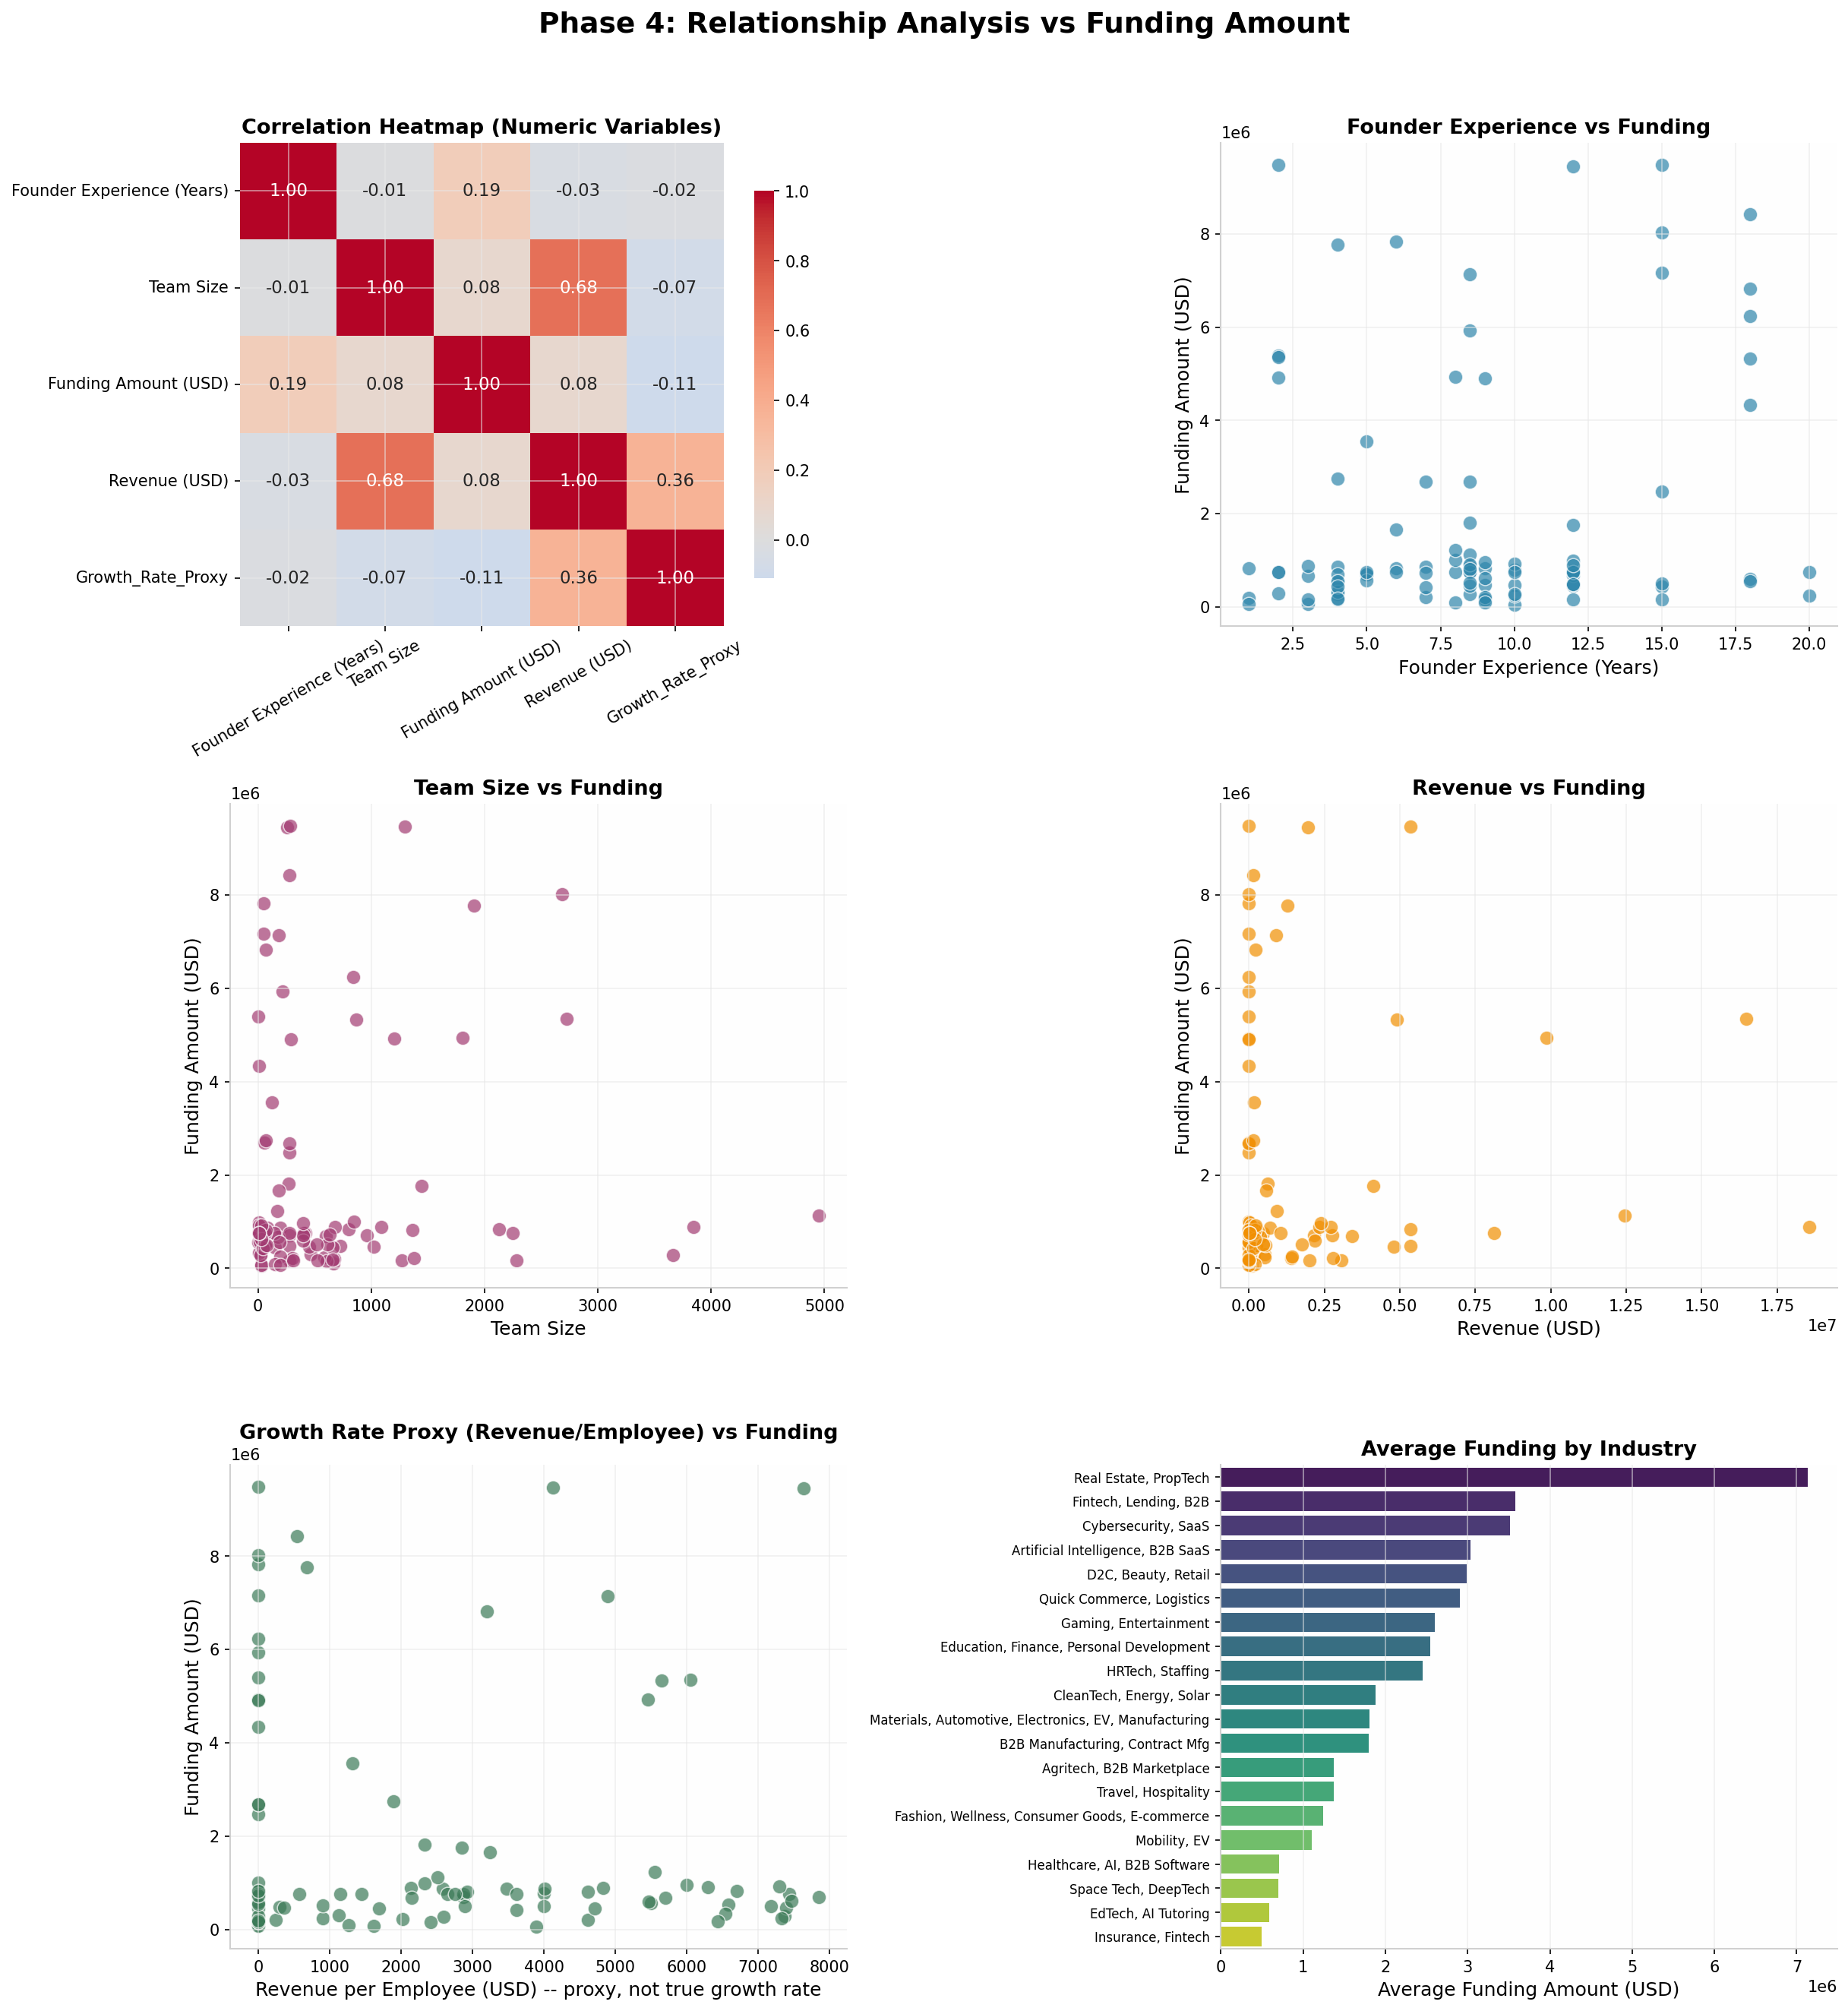 Phase 4: Relationship Analysis vs Funding Amount
Correlation Heatmap (Numeric Variables)
Founder Experience (Years)
Team Size
Funding Amount (USD)
Revenue (USD)
Growth_Rate_Proxy
1.00 -0.01 0.19 -0.03 -0.02
-0.01 1.00 0.08 0.68 -0.07
0.19 0.08 1.00 0.08 -0.11
-0.03 0.68 0.08 1.00 0.36
-0.02 -0.07 -0.11 0.36 1.00
Founder Experience (Years)
Team Size
Funding Amount (USD)
Revenue (USD)
Growth_Rate_Proxy
1.0
0.8
0.6
0.4
0.2
0.0
Founder Experience vs Funding
1e6
Funding Amount (USD)
8
6
4
2
0
2.5 5.0 7.5 10.0 12.5 15.0 17.5 20.0
Founder Experience (Years)
Team Size vs Funding
1e6
Funding Amount (USD)
8
6
4
2
0
0 1000 2000 3000 4000 5000
Team Size
Revenue vs Funding
1e6
Funding Amount (USD)
8
6
4
2
0
0.00 0.25 0.50 0.75 1.00 1.25 1.50 1.75
1e7
Revenue (USD)
Growth Rate Proxy (Revenue/Employee) vs Funding
1e6
Funding Amount (USD)
8
6
4
2
0
0 1000 2000 3000 4000 5000 6000 7000 8000
Revenue per Employee (USD) -- proxy, not true growth rate
Average Funding by Industry
Real Estate, PropTech
Fintech, Lending, B2B
Cybersecurity, SaaS
Artificial Intelligence, B2B SaaS
D2C, Beauty, Retail
Quick Commerce, Logistics
Gaming, Entertainment
Education, Finance, Personal Development
HRTech, Staffing
CleanTech, Energy, Solar
Materials, Automotive, Electronics, EV, Manufacturing
B2B Manufacturing, Contract Mfg
Agritech, B2B Marketplace
Travel, Hospitality
Fashion, Wellness, Consumer Goods, E-commerce
Mobility, EV
Healthcare, AI, B2B Software
Space Tech, DeepTech
EdTech, AI Tutoring
Insurance, Fintech
0 1 2 3 4 5 6 7
1e6
Average Funding Amount (USD)